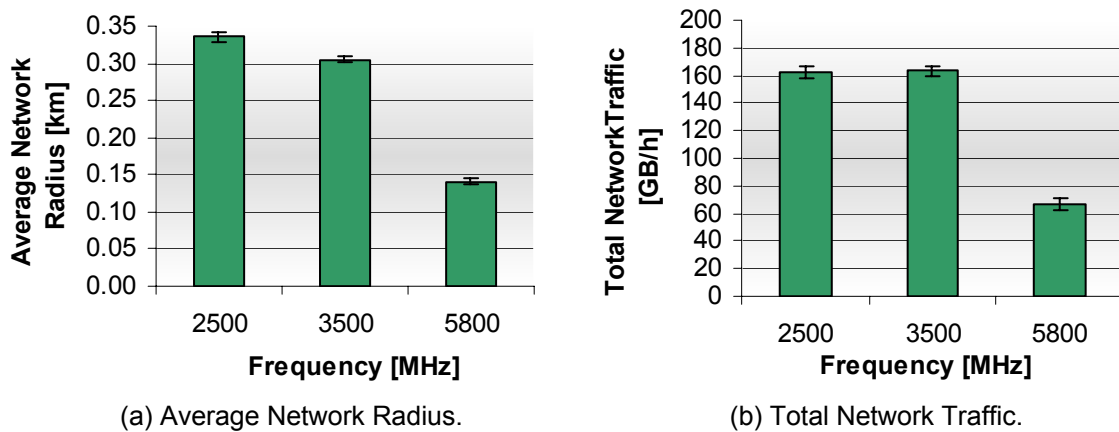 Average Network
Radius [km]
0.35
0.30
0.25
0.20
0.15
0.10
0.05
0.00
2500 3500 5800
Frequency [MHz]
(a) Average Network Radius.
Total NetworkTraffic
[GB/h]
200
180
160
140
120
100
80
60
40
20
0
2500 3500 5800
Frequency [MHz]
(b) Total Network Traffic.